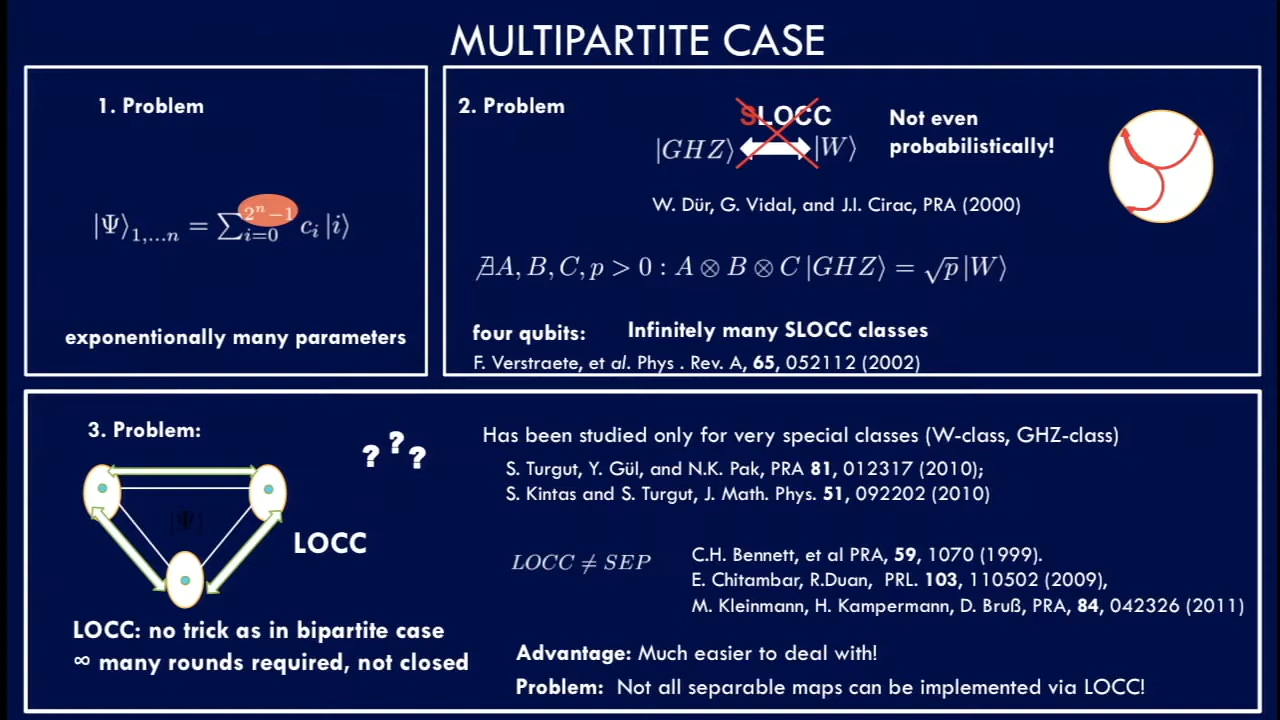 MULTIPARTITE CASE
1. Problem
|Ψ⟩₁,...n = ∑_{i=0}^{2ⁿ−1} cᵢ |i⟩
exponentially many parameters
2. Problem
SLOCC
|GHZ⟩ ⟺ |W⟩
Not even
probabilistically!
W. Dür, G. Vidal, and J.I. Cirac, PRA (2000)
∄A, B, C, p > 0 : A ⊗ B ⊗ C |GHZ⟩ = √p |W⟩
four qubits: Infinitely many SLOCC classes
F. Verstraete, et al. Phys . Rev. A, 65, 052112 (2002)
3. Problem:
? ? ?
|Ψ⟩
LOCC
LOCC: no trick as in bipartite case
∞ many rounds required, not closed
Has been studied only for very special classes (W-class, GHZ-class)
S. Turgut, Y. Gül, and N.K. Pak, PRA 81, 012317 (2010);
S. Kintas and S. Turgut, J. Math. Phys. 51, 092202 (2010)
LOCC ≠ SEP
C.H. Bennett, et al PRA, 59, 1070 (1999).
E. Chitambar, R.Duan, PRL. 103, 110502 (2009),
M. Kleinmann, H. Kampermann, D. Bruß, PRA, 84, 042326 (2011)
Advantage: Much easier to deal with!
Problem: Not all separable maps can be implemented via LOCC!